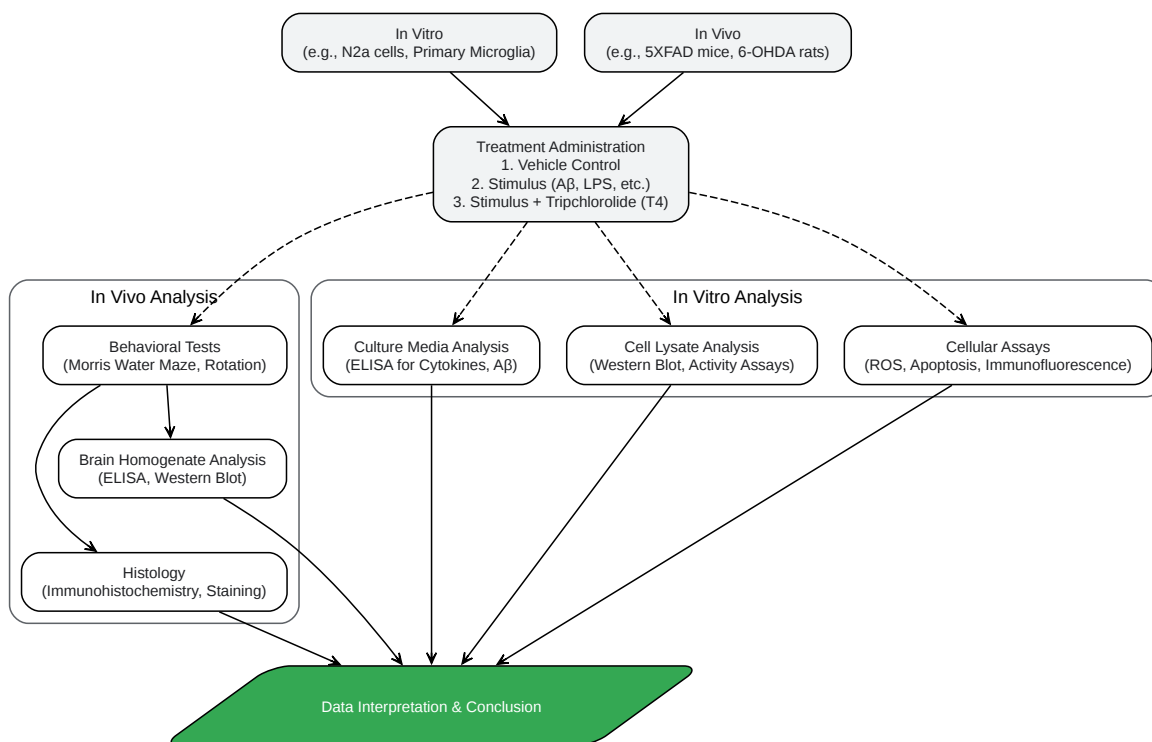 In Vitro
(e.g., N2a cells, Primary Microglia)
In Vivo
(e.g., 5XFAD mice, 6-OHDA rats)
Treatment Administration
1. Vehicle Control
2. Stimulus (Aβ, LPS, etc.)
3. Stimulus + Tripchlorolide (T4)
In Vivo Analysis
Behavioral Tests
(Morris Water Maze, Rotation)
Brain Homogenate Analysis
(ELISA, Western Blot)
Histology
(Immunohistochemistry, Staining)
In Vitro Analysis
Culture Media Analysis
(ELISA for Cytokines, Aβ)
Cell Lysate Analysis
(Western Blot, Activity Assays)
Cellular Assays
(ROS, Apoptosis, Immunofluorescence)
Data Interpretation & Conclusion